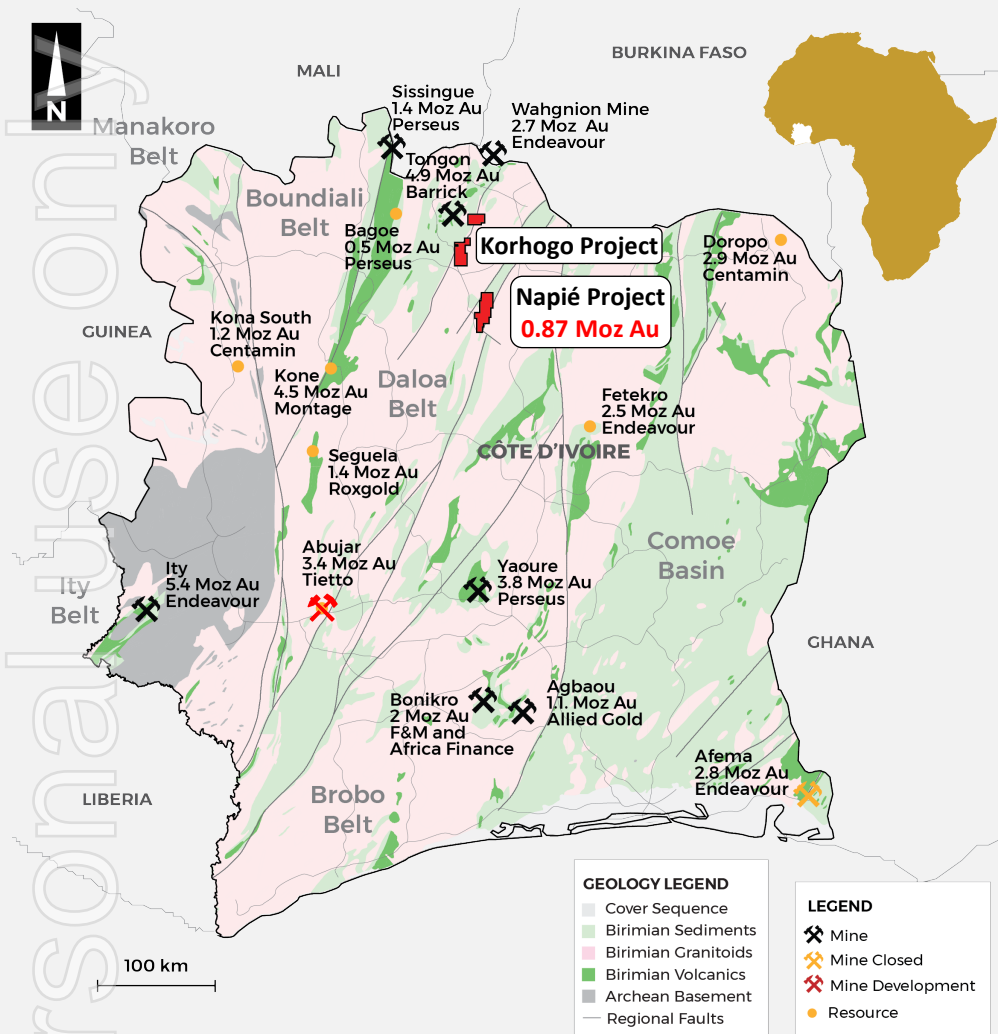 Personal use only
N
MALI
BURKINA FASO
Manakoro
Belt
Sissingue
1.4 Moz Au
Perseus
Wahgnion Mine
2.7 Moz Au
Endeavour
Tongon
4.9 Moz Au
Barrick
Boundiali
Belt
Bagoe
0.5 Moz Au
Perseus
Korhogo Project
Doropo
2.9 Moz Au
Centamin
Napié Project
0.87 Moz Au
GUINEA
Kona South
1.2 Moz Au
Centamin
Kone
4.5 Moz Au
Montage
Daloa
Belt
Fetekro
2.5 Moz Au
Endeavour
CÔTE D'IVOIRE
Seguela
1.4 Moz Au
Roxgold
Comoe
Basin
Abujar
3.4 Moz Au
Tietto
Yaoure
3.8 Moz Au
Perseus
Ity
5.4 Moz Au
Endeavour
Ity
Belt
GHANA
Bonikro
2 Moz Au
F&M and
Africa Finance
Agbaou
1.1. Moz Au
Allied Gold
Afema
2.8 Moz Au
Endeavour
LIBERIA
Brobo
Belt
100 km
GEOLOGY LEGEND
Cover Sequence
Birimian Sediments
Birimian Granitoids
Birimian Volcanics
Archean Basement
Regional Faults
LEGEND
Mine
Mine Closed
Mine Development
Resource